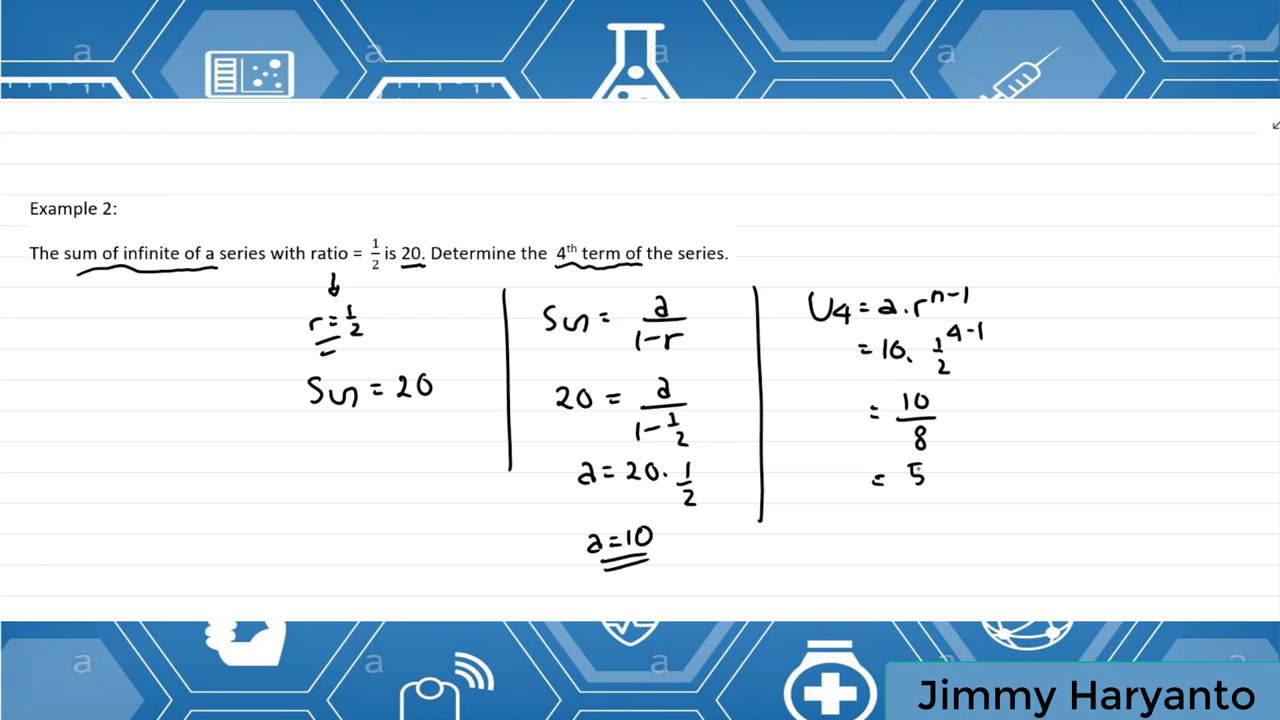 Example 2:
The sum of infinite of a series with ratio = 1/2 is 20. Determine the 4th term of the series.
r = 1/2
S∞ = 20
S∞ = a/(1-r)
20 = a/(1-1/2)
a = 20 . 1/2
a = 10
U4 = a . r^(n-1)
= 10 . 1/2^(4-1)
= 10/8
= 5
Jimmy Haryanto
a a a a a
a a a